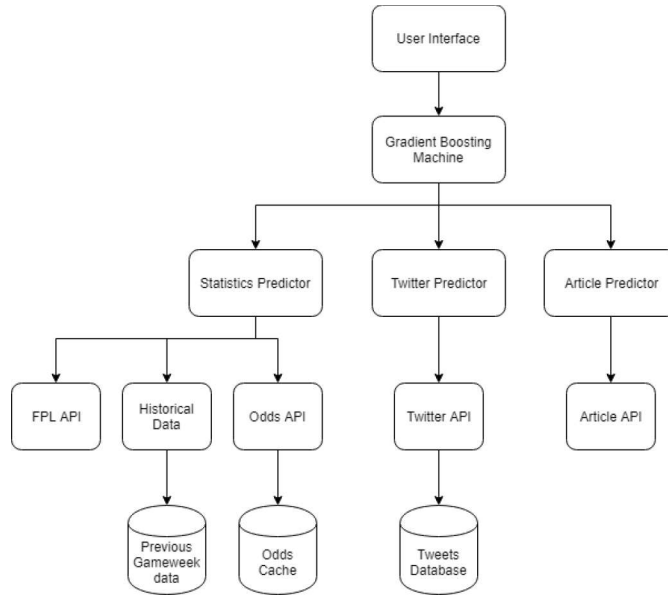 User Interface
Gradient Boosting
Machine
Statistics Predictor
Twitter Predictor
Article Predictor
FPL API
Historical
Data
Odds API
Twitter API
Article API
Previous
Gameweek
data
Odds
Cache
Tweets
Database